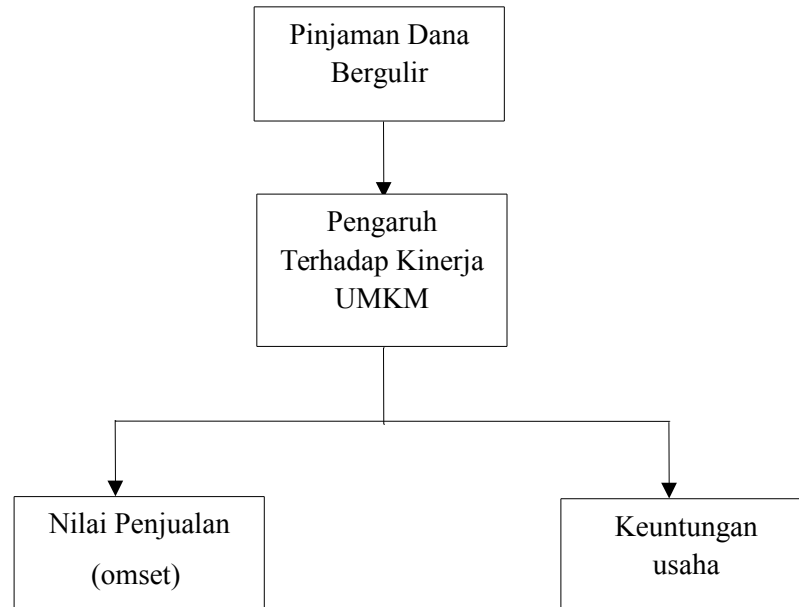 Pinjaman Dana
Bergulir
Pengaruh
Terhadap Kinerja
UMKM
Nilai Penjualan
(omset)
Keuntungan
usaha